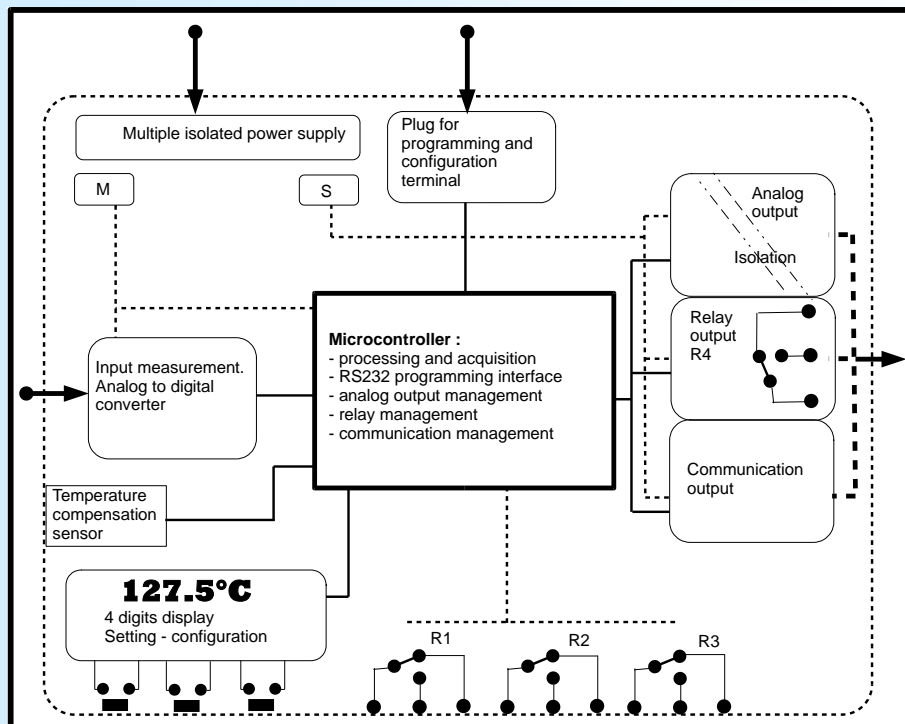 Multiple isolated power supply
Plug for
programming and
configuration
terminal
M
S
Analog
output
Isolation
Relay
output
R4
Microcontroller :
- processing and acquisition
- RS232 programming interface
- analog output management
- relay management
- communication management
Input measurement.
Analog to digital
converter
Communication
output
Temperature
compensation
sensor
127.5°C
4 digits display
Setting - configuration
R1
R2
R3